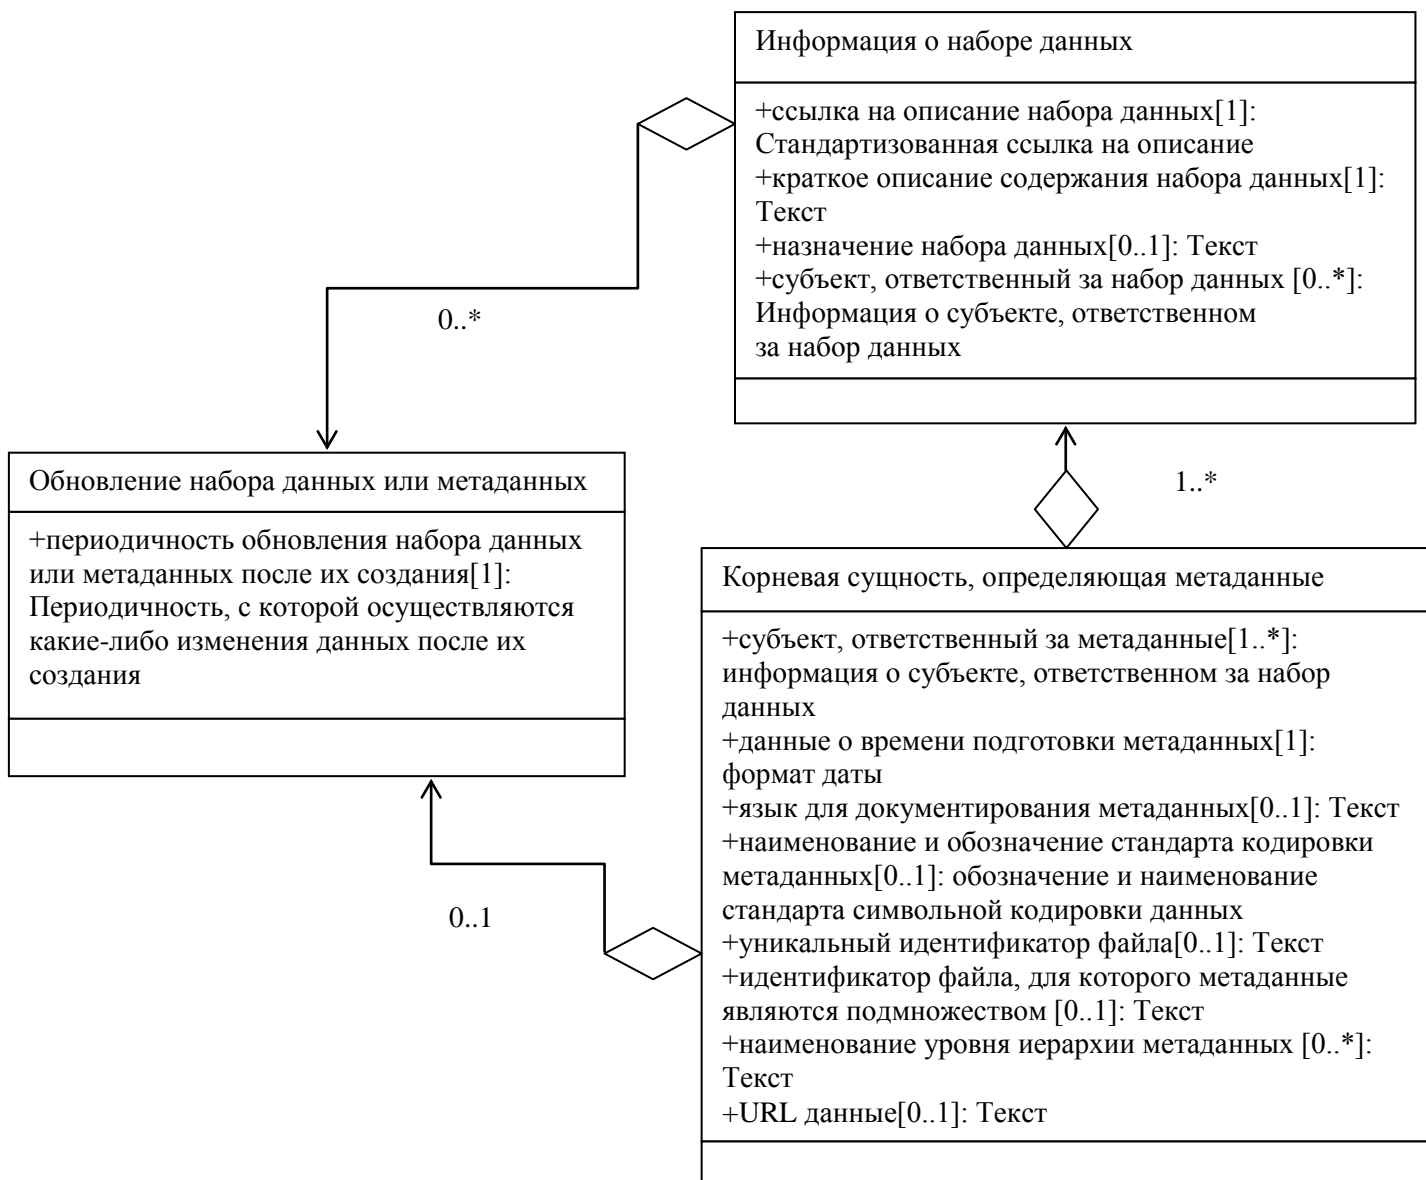 Информация о наборе данных
+ссылка на описание набора данных[1]:
Стандартизованная ссылка на описание
+краткое описание содержания набора данных[1]:
Текст
+назначение набора данных[0..1]: Текст
+субъект, ответственный за набор данных [0..*]:
Информация о субъекте, ответственном
за набор данных
0..*
Обновление набора данных или метаданных
+периодичность обновления набора данных
или метаданных после их создания[1]:
Периодичность, с которой осуществляются
какие-либо изменения данных после их
создания
1..*
Корневая сущность, определяющая метаданные
+субъект, ответственный за метаданные[1..*]:
информация о субъекте, ответственном за набор
данных
+данные о времени подготовки метаданных[1]:
формат даты
+язык для документирования метаданных[0..1]: Текст
+наименование и обозначение стандарта кодировки
метаданных[0..1]: обозначение и наименование
стандарта символьной кодировки данных
+уникальный идентификатор файла[0..1]: Текст
+идентификатор файла, для которого метаданные
являются подмножеством [0..1]: Текст
+наименование уровня иерархии метаданных [0..*]:
Текст
+URL данные[0..1]: Текст
0..1